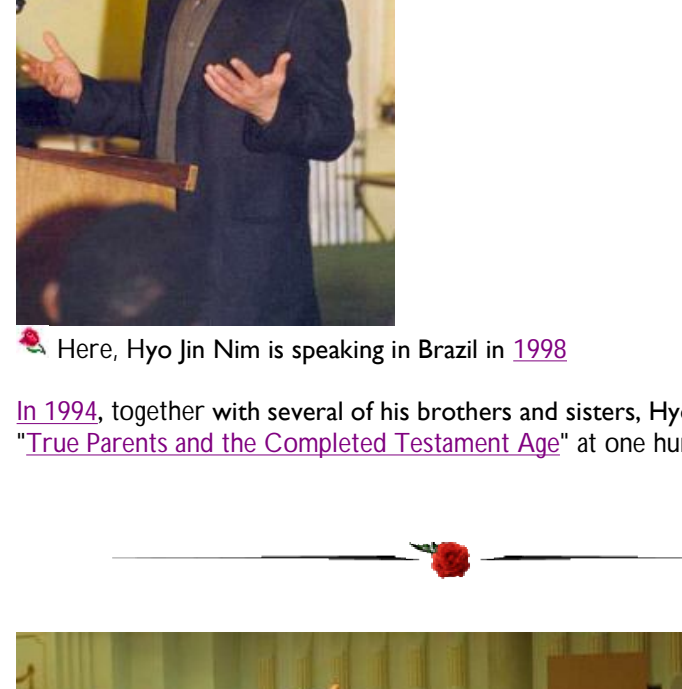 Here, Hyo Jin Nim is speaking in Brazil in 1998
In 1994, together with several of his brothers and sisters,
"True Parents and the Completed Testament Age" at one